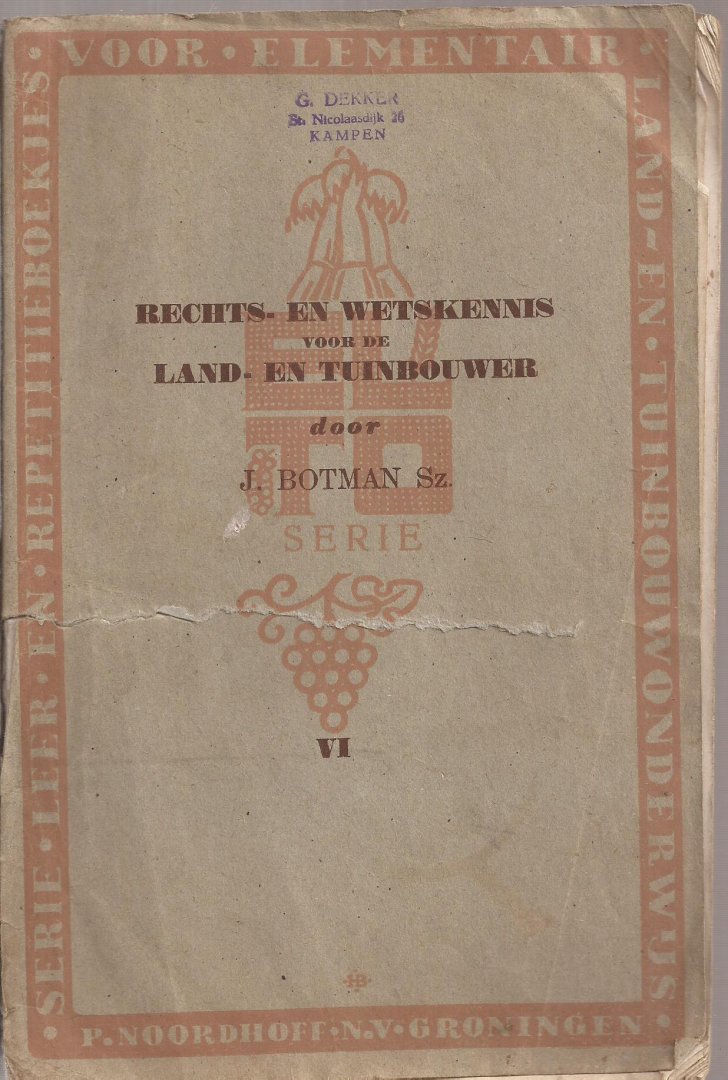 SERIE · LEER · EN · REPETITIEBOEKJES · VOOR · ELEMENTAIR · LAND- EN · TUINBOUWONDERWIJS ·
G. DEKKER
St. Nicolaasdijk 26
KAMPEN
RECHTS- EN WETSKENNIS
VOOR DE
LAND- EN TUINBOUWER
door
J. BOTMAN Sz.
ELTO
SERIE
VI
P. NOORDHOFF · N.V · GRONINGEN